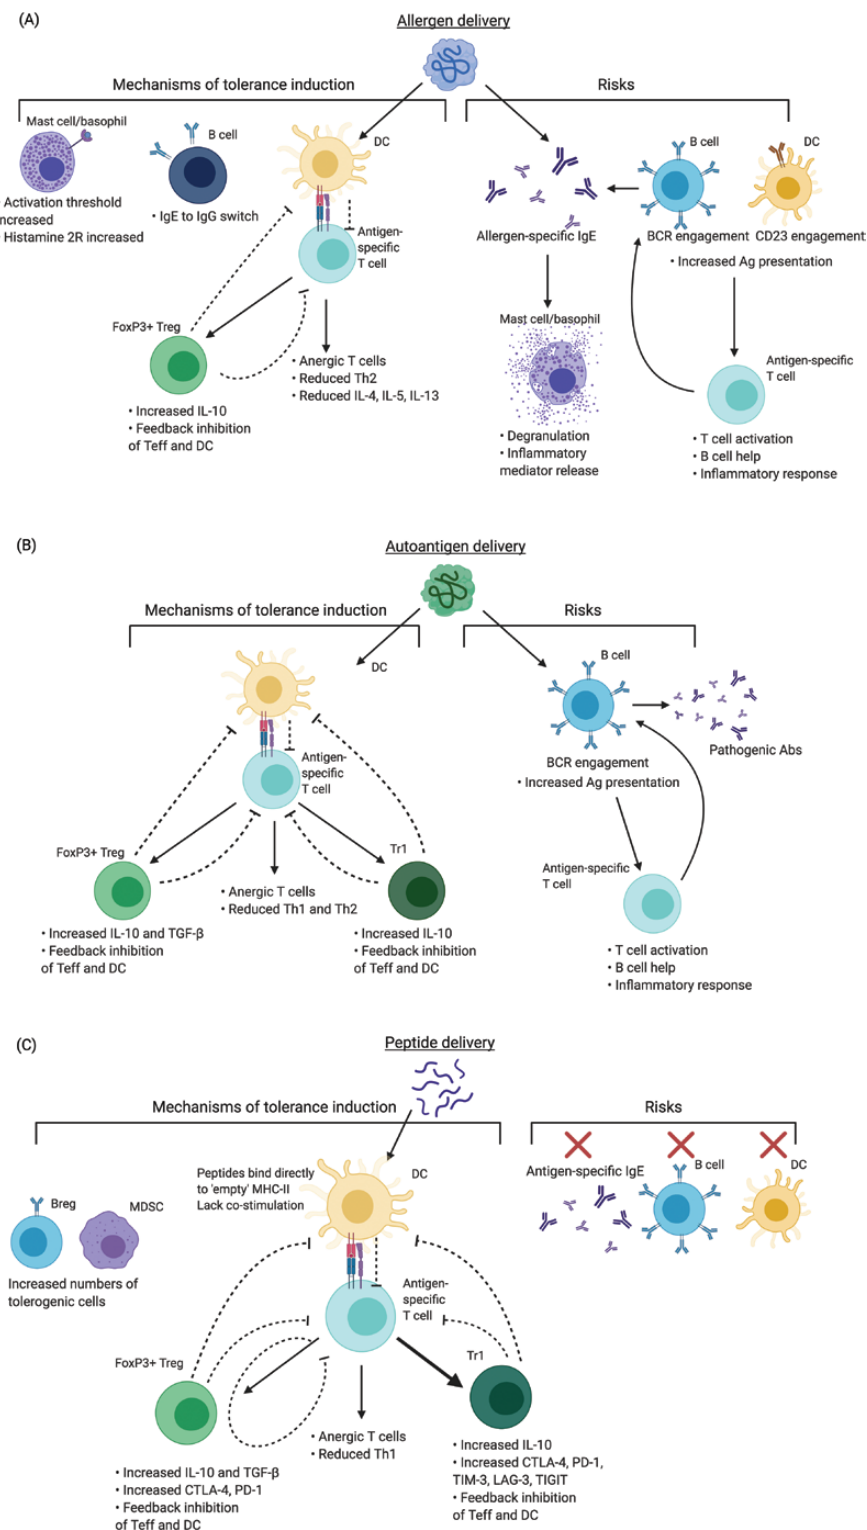 (A)
Allergen delivery
Mechanisms of tolerance induction
Risks
Mast cell/basophil
B cell
DC
B cell
DC
• Activation threshold
increased
• Histamine 2R increased
• IgE to IgG switch
Antigen-
specific
T cell
Allergen-specific IgE
BCR engagement
CD23 engagement
• Increased Ag presentation
FoxP3+ Treg
Mast cell/basophil
• Anergic T cells
• Reduced Th2
• Reduced IL-4, IL-5, IL-13
Antigen-specific
T cell
• Increased IL-10
• Feedback inhibition
of Teff and DC
• Degranulation
• Inflammatory
mediator release
• T cell activation
• B cell help
• Inflammatory response
(B)
Autoantigen delivery
Mechanisms of tolerance induction
Risks
DC
B cell
Antigen-
specific
T cell
Pathogenic Abs
BCR engagement
• Increased Ag presentation
FoxP3+ Treg
Tr1
Antigen-specific
T cell
• Anergic T cells
• Reduced Th1 and Th2
• Increased IL-10 and TGF-β
• Feedback inhibition
of Teff and DC
• Increased IL-10
• Feedback inhibition
of Teff and DC
• T cell activation
• B cell help
• Inflammatory response
(C)
Peptide delivery
Mechanisms of tolerance induction
Risks
Peptides bind directly
to 'empty' MHC-II
Lack co-stimulation
DC
Antigen-specific IgE
B cell
DC
Breg
MDSC
Increased numbers of
tolerogenic cells
Antigen-
specific
T cell
FoxP3+ Treg
Tr1
• Anergic T cells
• Reduced Th1
• Increased IL-10 and TGF-β
• Increased CTLA-4, PD-1
• Feedback inhibition
of Teff and DC
• Increased IL-10
• Increased CTLA-4, PD-1,
TIM-3, LAG-3, TIGIT
• Feedback inhibition
of Teff and DC